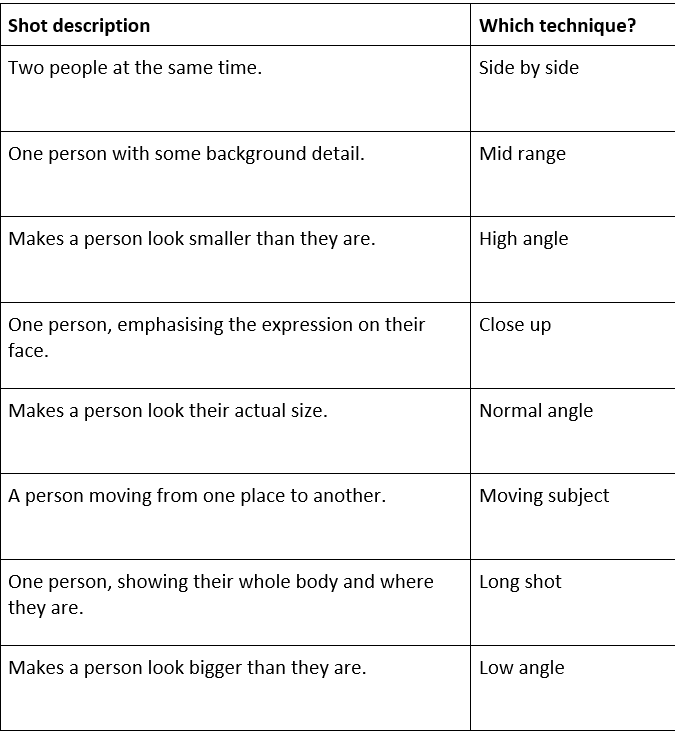 Shot description Which technique?
Two people at the same time. Side by side
One person with some background detail. Mid range
Makes a person look smaller than they are. High angle
One person, emphasising the expression on their Close up
face.
Makes a person look their actual size. Normal angle
A person moving from one place to another. Moving subject
One person, showing their whole body and where Long shot
they are.
Makes a person look bigger than they are. Low angle